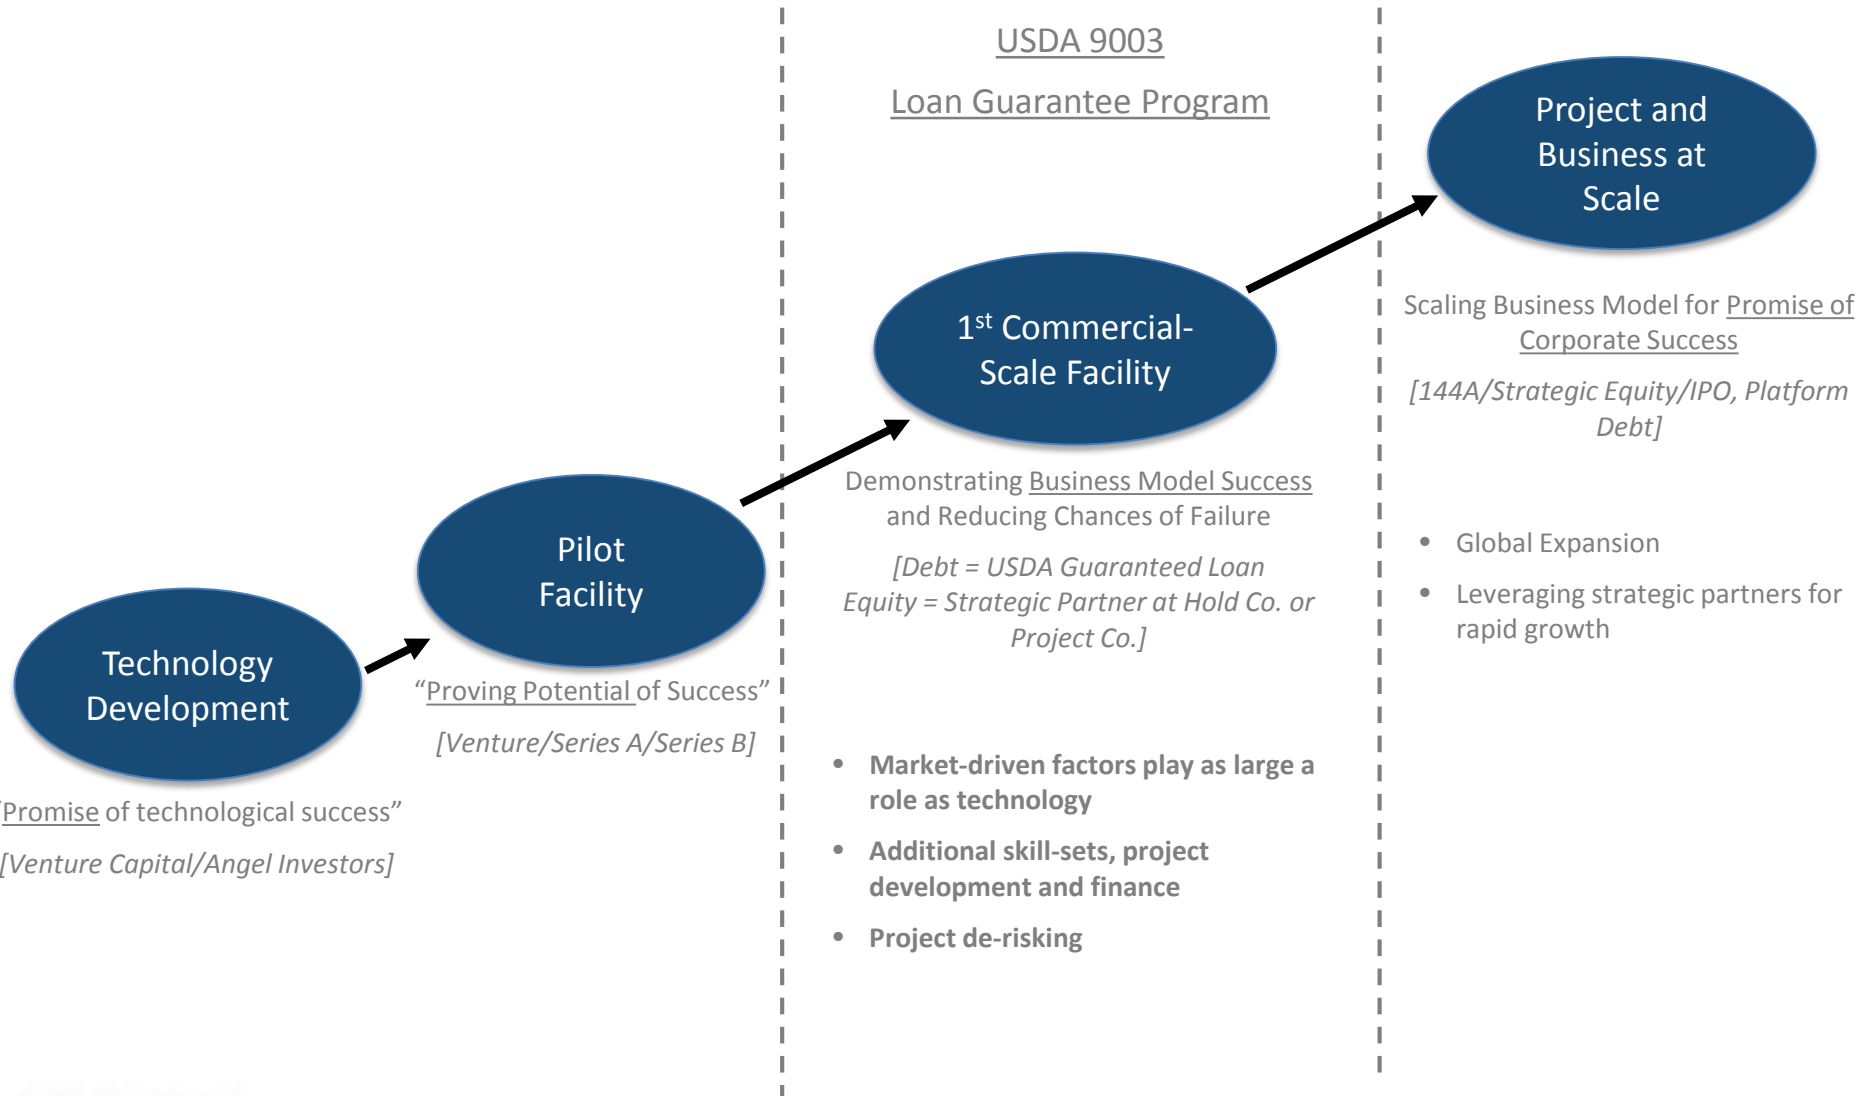 USDA 9003
Loan Guarantee Program
Project and
Business at
Scale
1st Commercial-
Scale Facility
Scaling Business Model for Promise of
Corporate Success
[144A/Strategic Equity/IPO, Platform
Debt]
• Global Expansion
• Leveraging strategic partners for
rapid growth
Demonstrating Business Model Success
and Reducing Chances of Failure
[Debt = USDA Guaranteed Loan
Equity = Strategic Partner at Hold Co. or
Project Co.]
• Market-driven factors play as large a
role as technology
• Additional skill-sets, project
development and finance
• Project de-risking
Pilot
Facility
“Proving Potential of Success”
[Venture/Series A/Series B]
Technology
Development
“Promise of technological success”
[Venture Capital/Angel Investors]